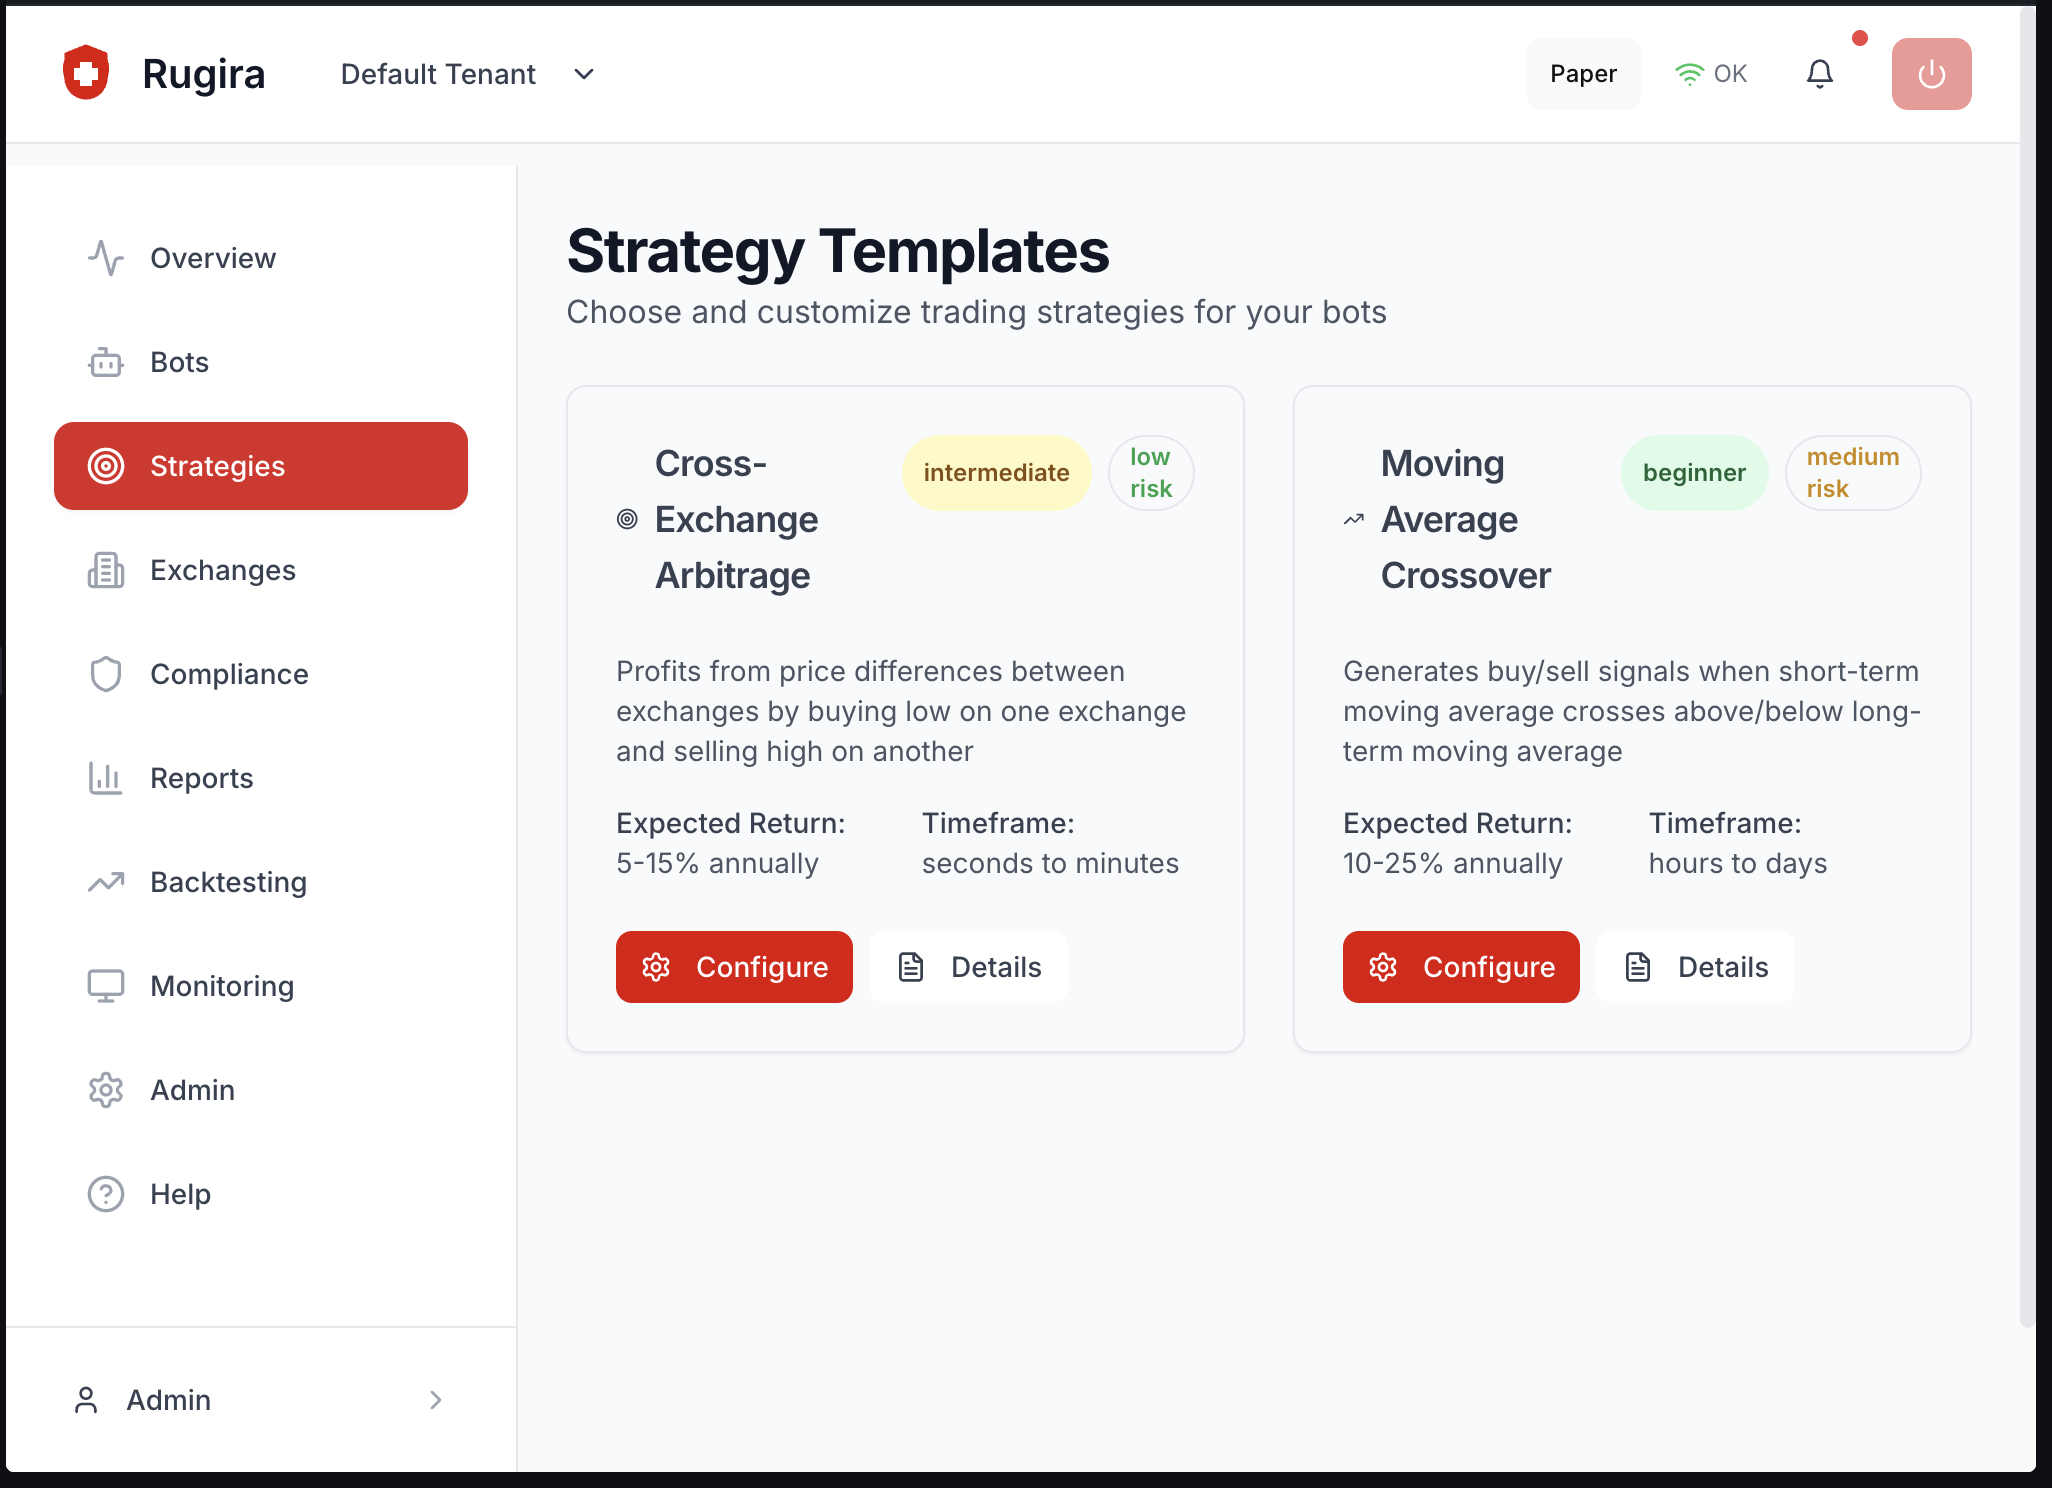 Rugira
Default Tenant
Paper
OK
Overview
Bots
Strategies
Exchanges
Compliance
Reports
Backtesting
Monitoring
Admin
Help
Admin
Strategy Templates
Choose and customize trading strategies for your bots
Cross-
Exchange
Arbitrage
intermediate
low
risk
Profits from price differences between
exchanges by buying low on one exchange
and selling high on another
Expected Return:
5-15% annually
Timeframe:
seconds to minutes
Configure
Details
Moving
Average
Crossover
beginner
medium
risk
Generates buy/sell signals when short-term
moving average crosses above/below long-
term moving average
Expected Return:
10-25% annually
Timeframe:
hours to days
Configure
Details